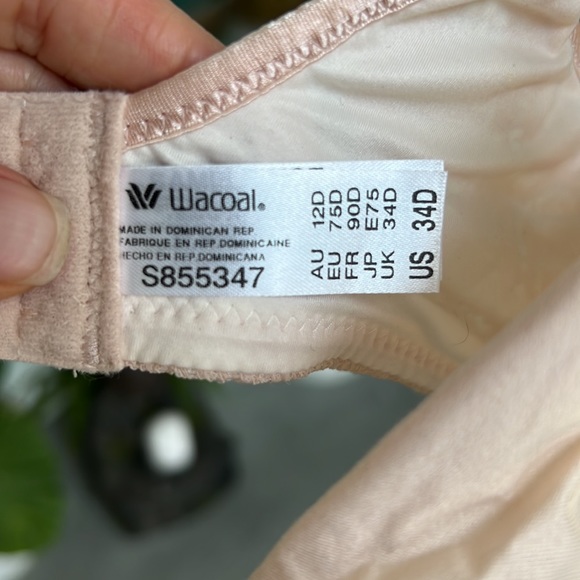 Wacoal®
MADE IN DOMINICAN REP.
FABRIQUE EN REP.DOMINICAINE
HECHO EN REP.DOMINICANA
S855347
AU 12D
EU 75D
FR 90D
JP E75
UK 34D
US 34D